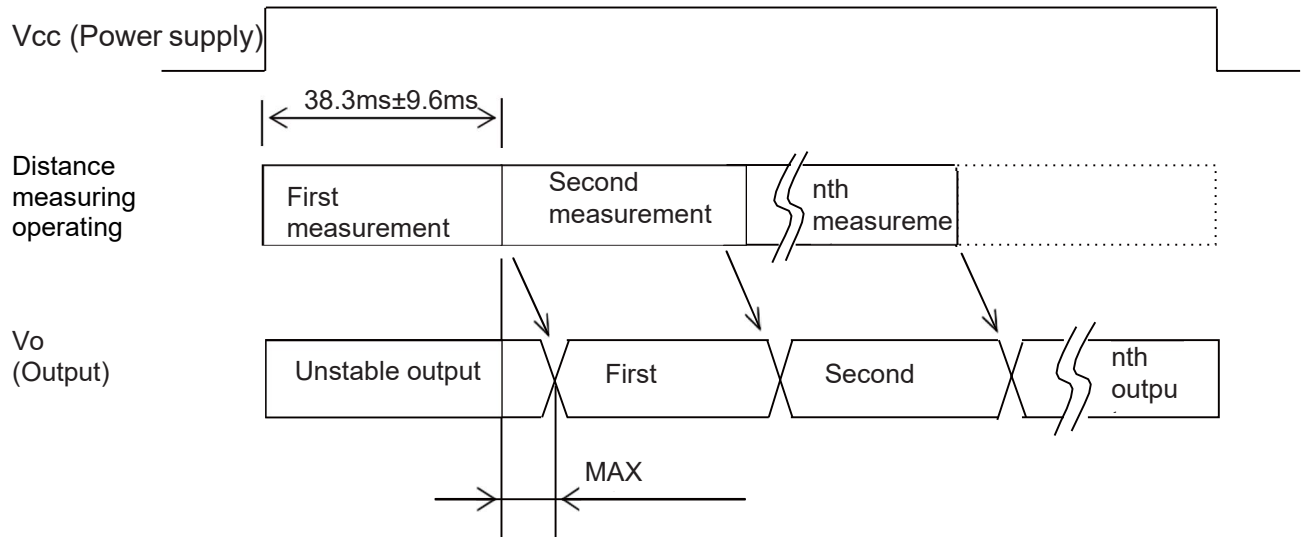 Vcc (Power supply)
38.3ms±9.6ms
Distance
measuring
operating
First
measurement
Second
measurement
nth
measureme
Vo
(Output)
Unstable output
First
Second
nth
outpu
MAX